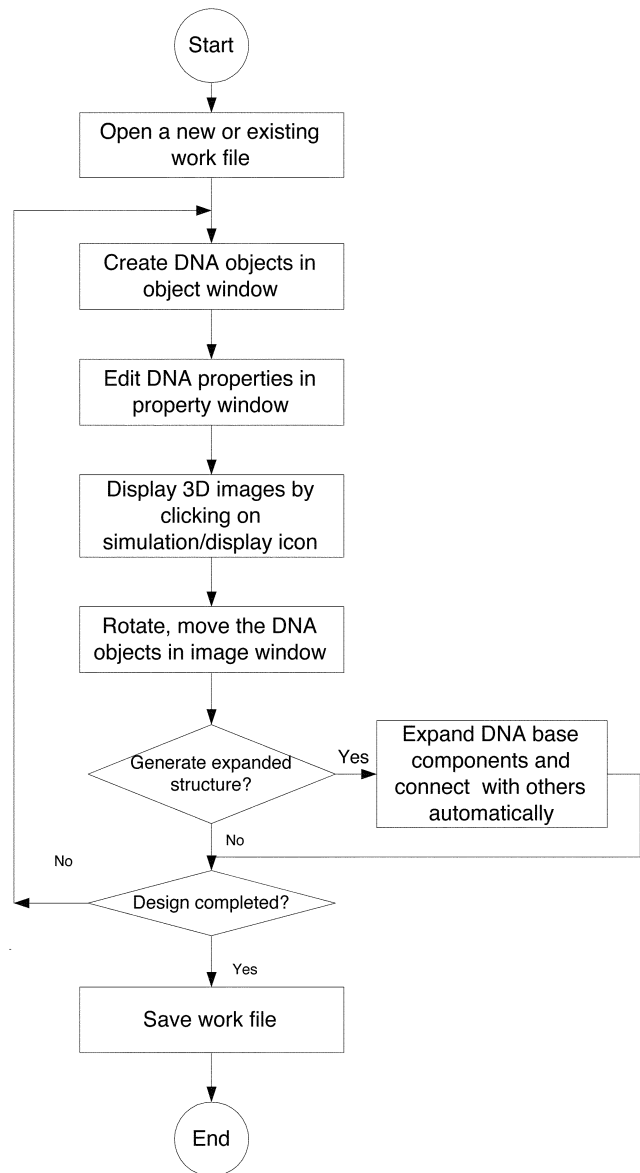 Start
Open a new or existing
work file
Create DNA objects in
object window
Edit DNA properties in
property window
Display 3D images by
clicking on
simulation/display icon
Rotate, move the DNA
objects in image window
Generate expanded
structure?
Yes
Expand DNA base
components and
connect with others
automatically
No
No
Design completed?
Yes
Save work file
End